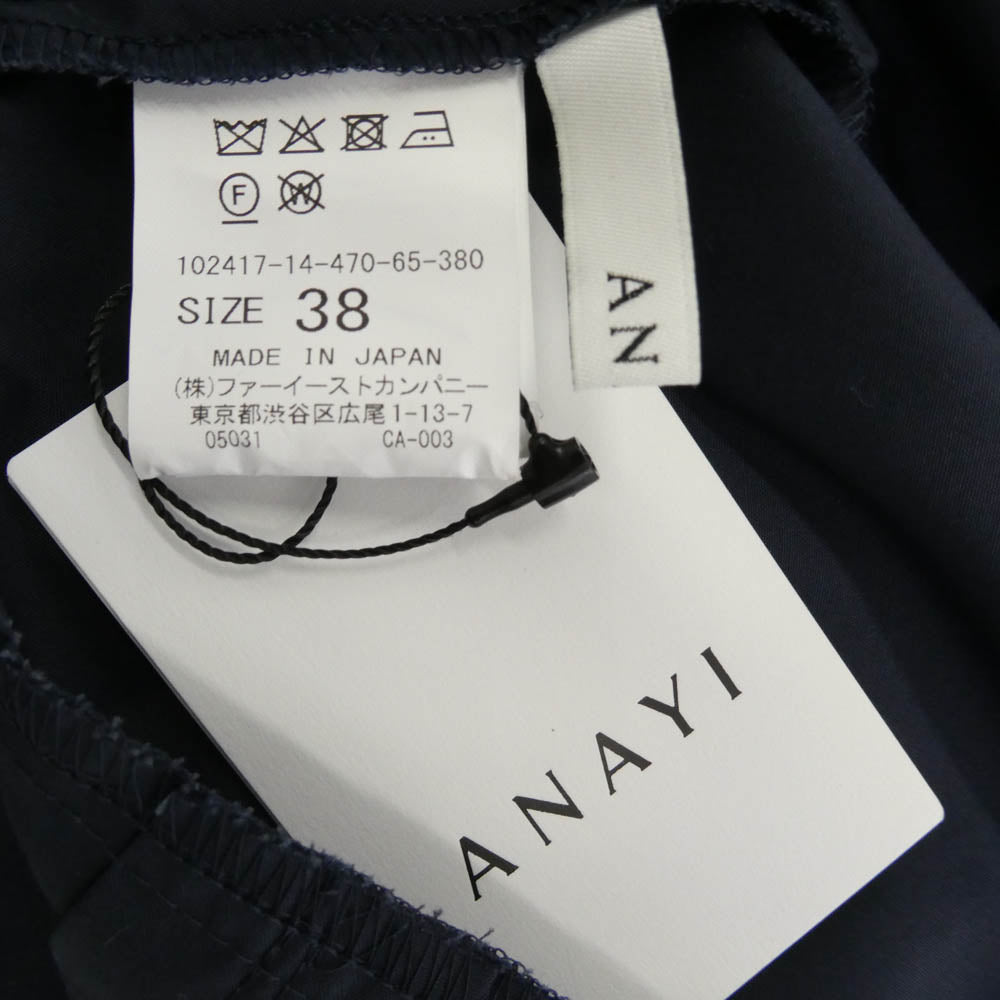 F
W
102417-14-470-65-380
SIZE 38
MADE IN JAPAN
(株)ファーイーストカンパニー
東京都渋谷区広尾1-13-7
05031 CA-003
AN
ANAYI